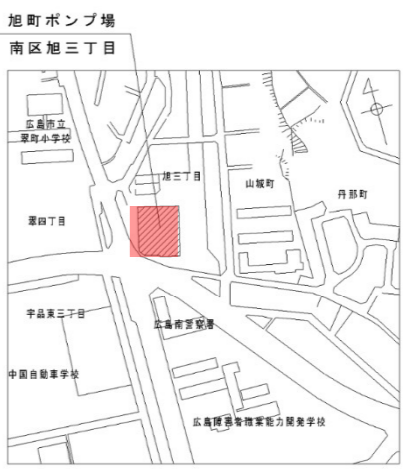 旭町ポンプ場
南区旭三丁目
広島市立
翠町小学校
旭三丁目
山城町
丹那町
翠四丁目
宇品東三丁目
広島南警察署
中国自動車学校
広島障害者職業能力開発学校